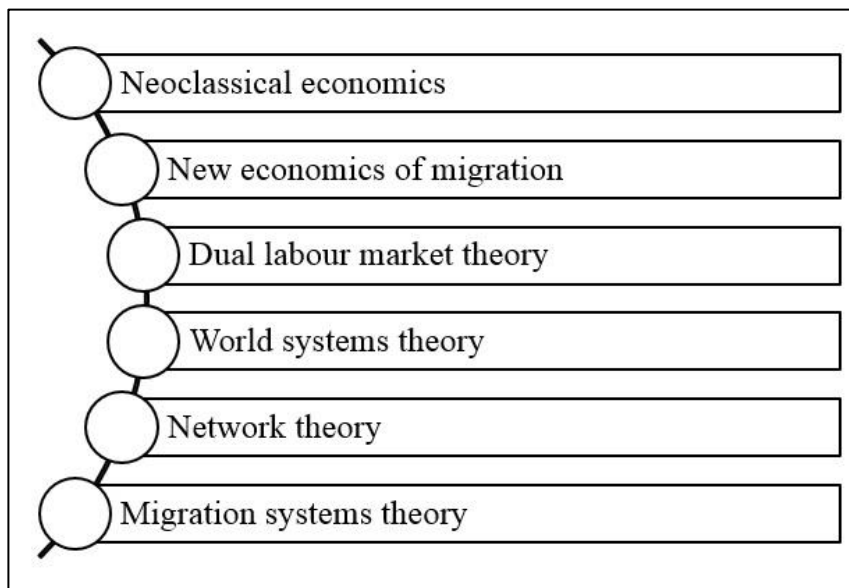 Neoclassical economics
New economics of migration
Dual labour market theory
World systems theory
Network theory
Migration systems theory